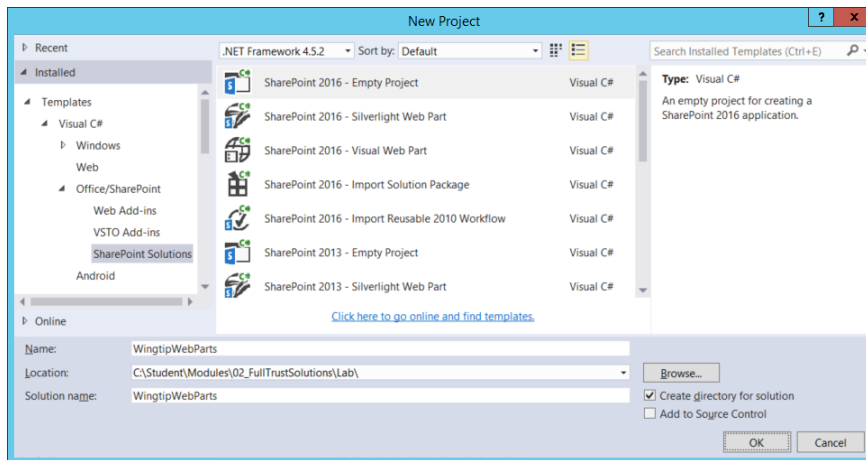 New Project
? x
Recent
.NET Framework 4.5.2 Sort by: Default
Search Installed Templates (Ctrl+E)
Installed
Templates
Visual C#
Windows
Web
Office/SharePoint
Web Add-ins
VSTO Add-ins
SharePoint Solutions
Android
Online
SharePoint 2016 - Empty Project Visual C#
SharePoint 2016 - Silverlight Web Part Visual C#
SharePoint 2016 - Visual Web Part Visual C#
SharePoint 2016 - Import Solution Package Visual C#
SharePoint 2016 - Import Reusable 2010 Workflow Visual C#
SharePoint 2013 - Empty Project Visual C#
SharePoint 2013 - Silverlight Web Part Visual C#
Click here to go online and find templates.
Type: Visual C#
An empty project for creating a
SharePoint 2016 application.
Name: WingtipWebParts
Location: C:\Student\Modules\02_FullTrustSolutions\Lab\ Browse...
Solution name: WingtipWebParts
Create directory for solution
Add to Source Control
OK Cancel